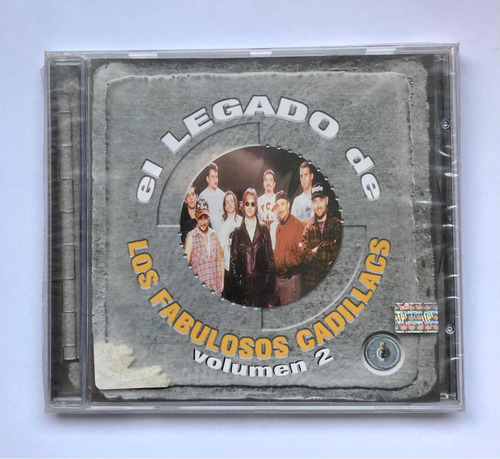 el LEGADO de
LOS FABULOSOS CADILLACS
volumen 2